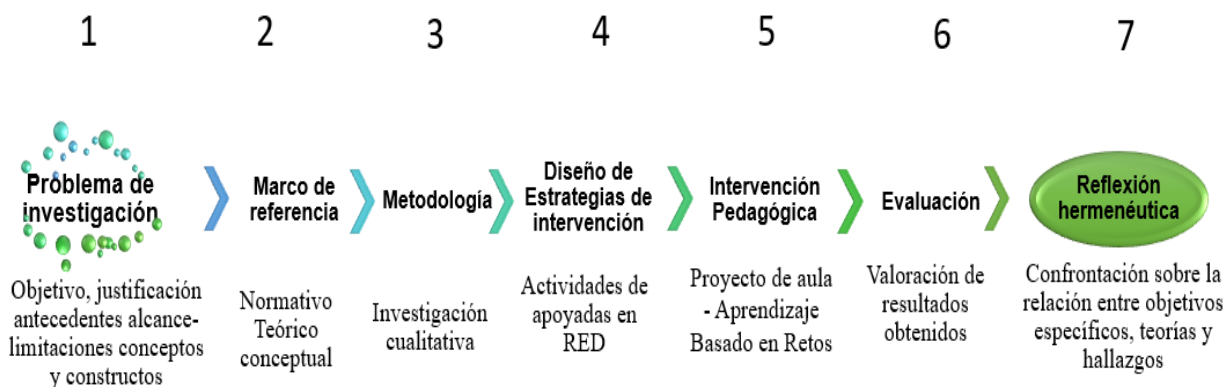 1
2
3
4
5
6
7
Problema de
investigación
Marco de
referencia
Metodología
Diseño de
Estrategias de
intervención
Intervención
Pedagógica
Evaluación
Reflexión
hermenéutica
Objetivo, justificación
antecedentes alcance-
limitaciones conceptos
y constructos
Normativo
Teórico
conceptual
Investigación
cualitativa
Actividades de
apoyadas en
RED
Proyecto de aula
- Aprendizaje
Basado en Retos
Valoración de
resultados
obtenidos
Confrontación sobre la
relación entre objetivos
específicos, teorías y
hallazgos